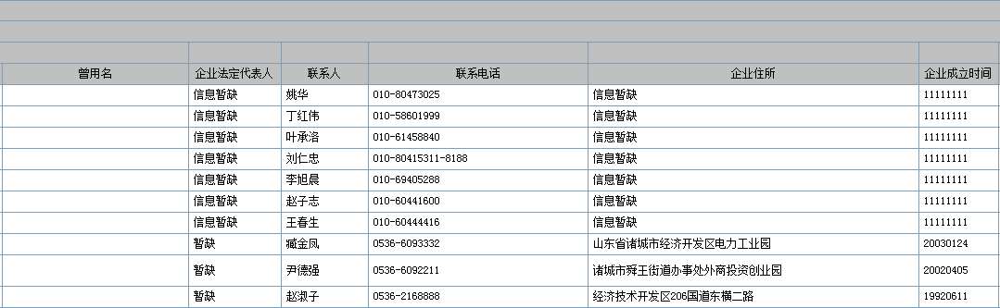 曾用名 企业法定代表人 联系人 联系电话 企业住所 企业成立时间
信息暂缺 姚华 010-80473025 信息暂缺 11111111
信息暂缺 丁红伟 010-58601999 信息暂缺 11111111
信息暂缺 叶承洛 010-61458840 信息暂缺 11111111
信息暂缺 刘仁忠 010-80415311-8188 信息暂缺 11111111
信息暂缺 李旭晨 010-69405288 信息暂缺 11111111
信息暂缺 赵子志 010-60441600 信息暂缺 11111111
信息暂缺 王春生 010-60444416 信息暂缺 11111111
暂缺 臧金凤 0536-6093332 山东省诸城市经济开发区电力工业园 20030124
暂缺 尹德强 0536-6092211 诸城市舜王街道办事处外商投资创业园 20020405
暂缺 赵淑子 0536-2168888 经济技术开发区206国道东横二路 19920611